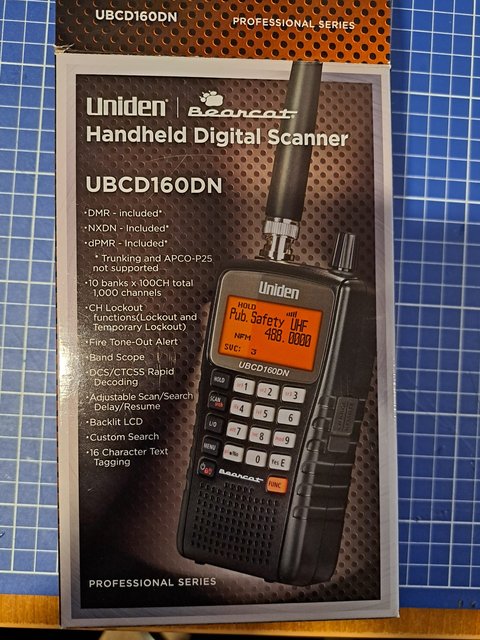 UBCD160DN
PROFESSIONAL SERIES
Uniden® | Bearcat
Handheld Digital Scanner
UBCD160DN
·DMR - included*
·NXDN - Included*
·dPMR - Included*
* Trunking and APCO-P25
not supported
·10 banks x 100CH total
1,000 channels
·CH Lockout
functions(Lockout and
Temporary Lockout)
·Fire Tone-Out Alert
·Band Scope
·DCS/CTCSS Rapid
Decoding
·Adjustable Scan/Search
Delay/Resume
·Backlit LCD
·Custom Search
·16 Character Text
Tagging
Uniden
HOLD
Pub. Safety UHF
488.0000
NFM
SVC: 3
UBCD160DN
HOLD 1 2 3
SCAN 4 5 6
L/O 7 8 9
MENU 0 E
Bearcat
FUNC
PROFESSIONAL SERIES